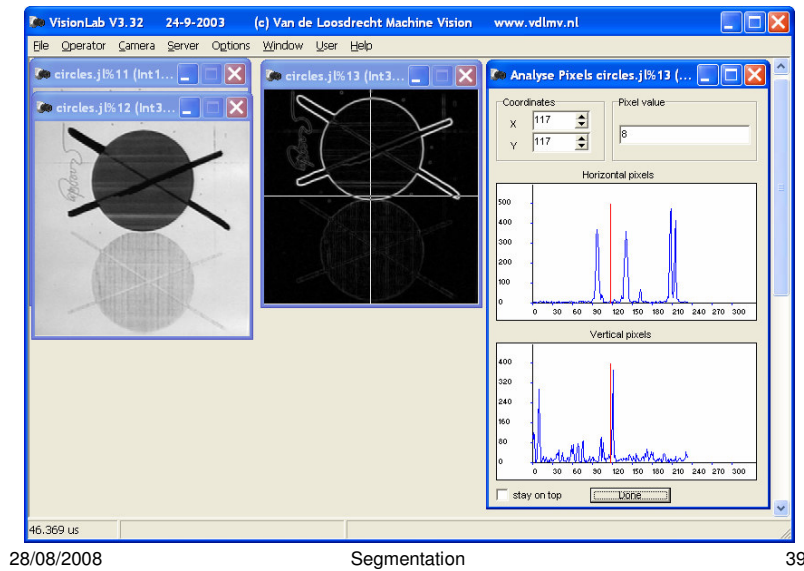 VisionLab V3.32 24-9-2003 (c) Van de Loosdrecht Machine Vision www.vdlmv.nl
File Operator Camera Server Options Window User Help
circles.jl%11 (Int1...
circles.jl%12 (Int3...
circles.jl%13 (Int3...
Analyse Pixels circles.jl%13 (...
Coordinates
X 117
Y 117
Pixel value
8
Horizontal pixels
500
400
300
200
100
0
0 30 60 90 120 150 180 210 240 270 300
Vertical pixels
400
320
240
160
80
0
0 30 60 90 120 150 180 210 240 270 300
stay on top
Done
46.369 us
28/08/2008 Segmentation 39